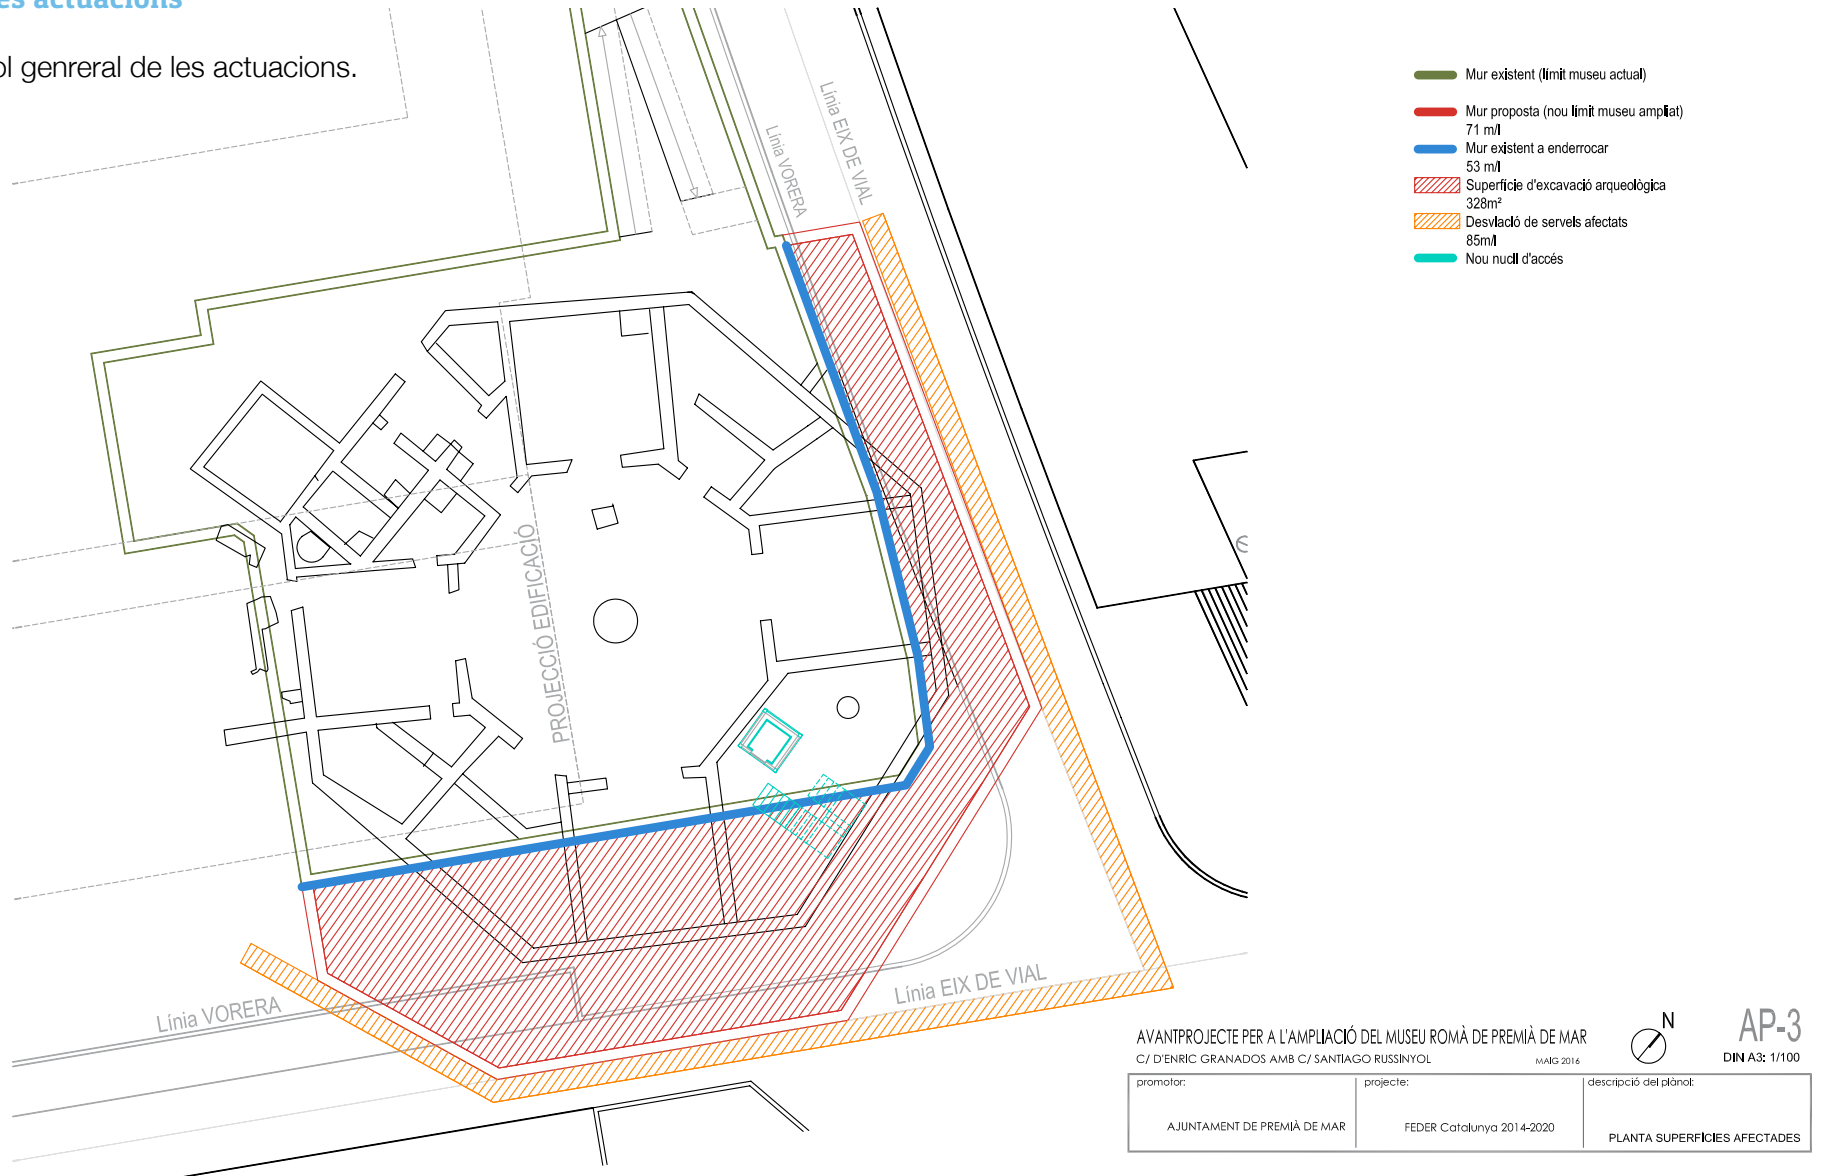 es actuacions
ol genreral de les actuacions.
Mur existent (límit museu actual)
Mur proposta (nou límit museu ampliat)
71 m/l
Mur existent a enderrocar
53 m/l
Superfície d'excavació arqueològica
328m²
Desviació de serveis afectats
85m/l
Nou nucli d'accés
Línia EIX DE VIAL
Línia VORERA
PROJECCIÓ EDIFICACIÓ
Línia VORERA
Línia EIX DE VIAL
AVANTPROJECTE PER A L'AMPLIACIÓ DEL MUSEU ROMÀ DE PREMIÀ DE MAR
C/ D'ENRIC GRANADOS AMB C/ SANTIAGO RUSSINYOL
MAIG 2016
N
AP-3
DIN A3: 1/100
promotor:
AJUNTAMENT DE PREMIÀ DE MAR
projecte:
FEDER Catalunya 2014-2020
descripció del plànol:
PLANTA SUPERFÍCIES AFECTADES